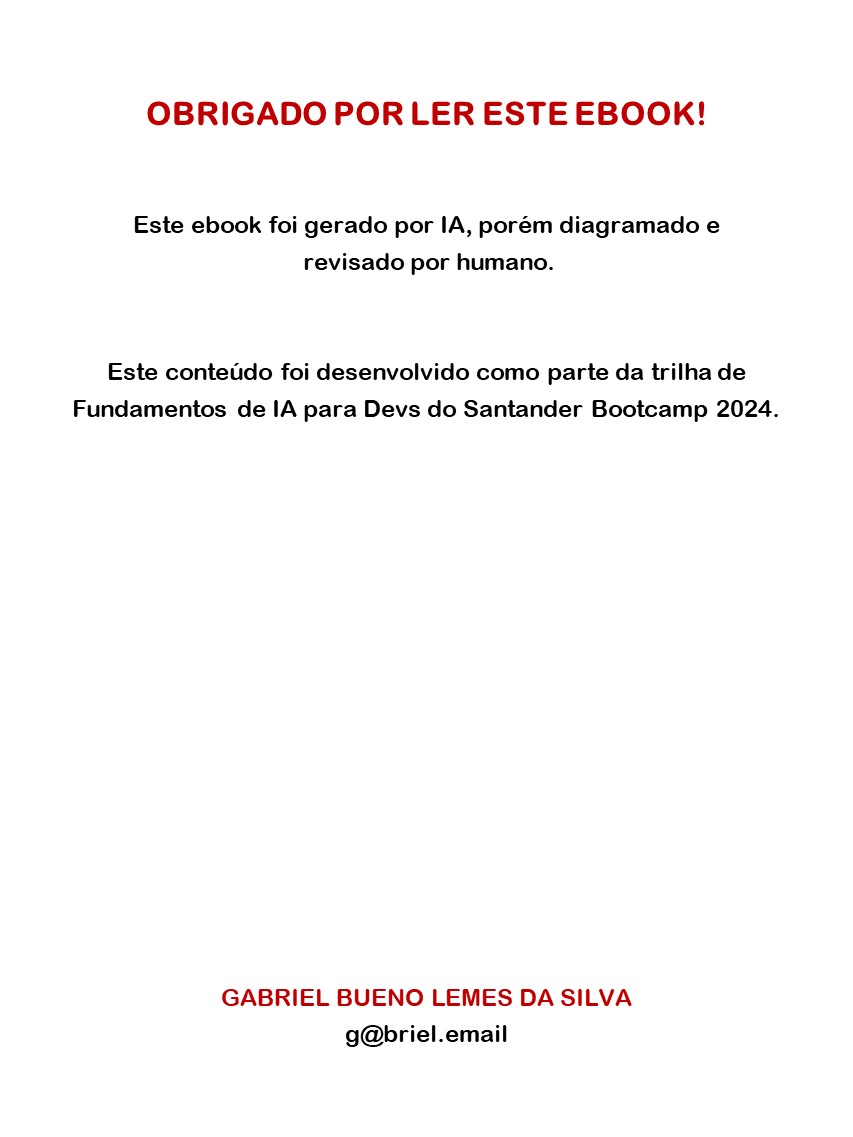 OBRIGADO POR LER ESTE EBOOK!
Este ebook foi gerado por IA, porém diagramado e
revisado por humano.
Este conteúdo foi desenvolvido como parte da trilha de
Fundamentos de IA para Devs do Santander Bootcamp 2024.
GABRIEL BUENO LEMES DA SILVA
g@briel.email